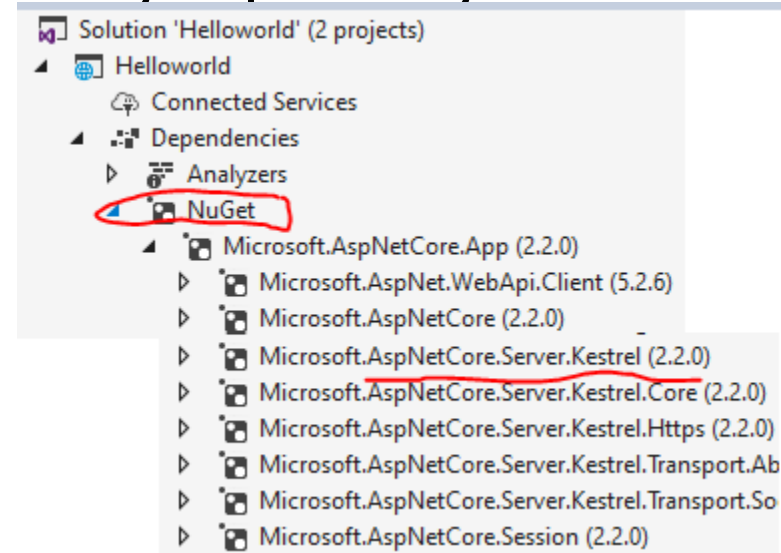 Solution 'Helloworld' (2 projects)
Helloworld
Connected Services
Dependencies
Analyzers
NuGet
Microsoft.AspNetCore.App (2.2.0)
Microsoft.AspNet.WebApi.Client (5.2.6)
Microsoft.AspNetCore (2.2.0)
Microsoft.AspNetCore.Server.Kestrel (2.2.0)
Microsoft.AspNetCore.Server.Kestrel.Core (2.2.0)
Microsoft.AspNetCore.Server.Kestrel.Https (2.2.0)
Microsoft.AspNetCore.Server.Kestrel.Transport.Ab
Microsoft.AspNetCore.Server.Kestrel.Transport.So
Microsoft.AspNetCore.Session (2.2.0)